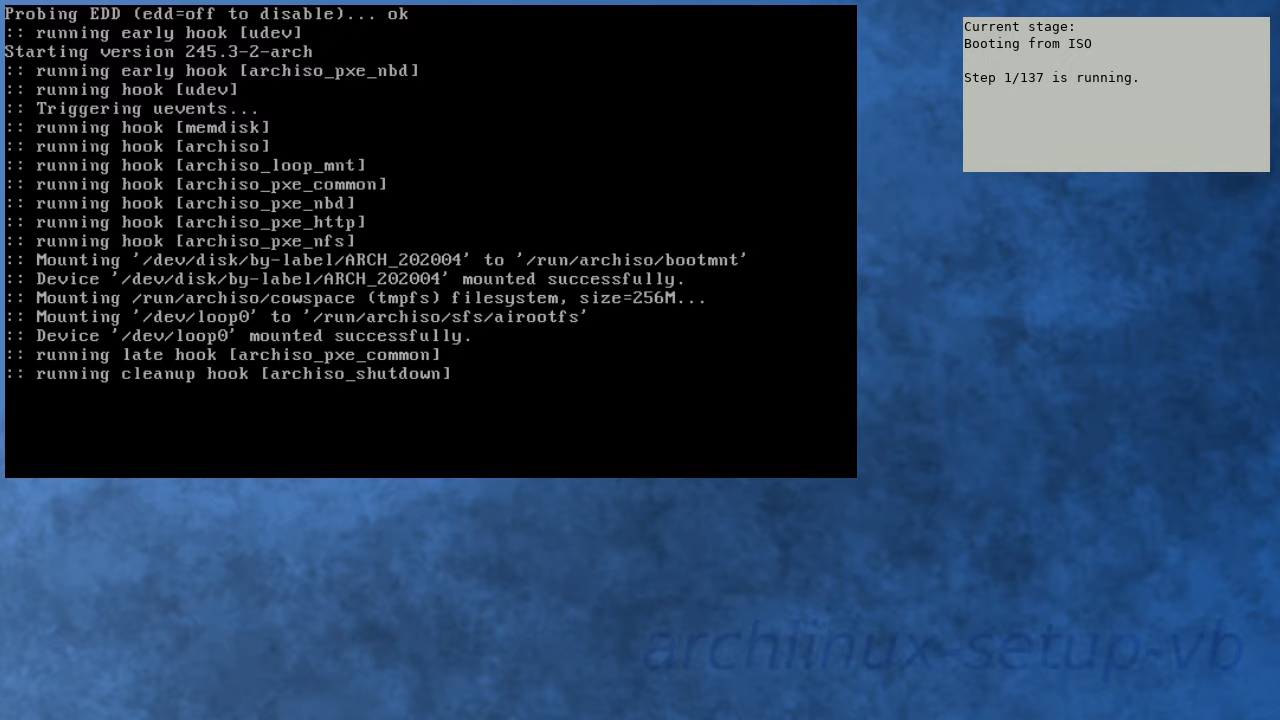 Probing EDD (edd=off to disable)... ok
:: running early hook [udev]
Starting version 245.3-2-arch
:: running early hook [archiso_pxe_nbd]
:: running hook [udev]
:: Triggering uevents...
:: running hook [memdisk]
:: running hook [archiso]
:: running hook [archiso_loop_mnt]
:: running hook [archiso_pxe_common]
:: running hook [archiso_pxe_nbd]
:: running hook [archiso_pxe_http]
:: running hook [archiso_pxe_nfs]
:: Mounting '/dev/disk/by-label/ARCH_202004' to '/run/archiso/bootmnt'
:: Device '/dev/disk/by-label/ARCH_202004' mounted successfully.
:: Mounting /run/archiso/cowspace (tmpfs) filesystem, size=256M...
:: Mounting '/dev/loop0' to '/run/archiso/sfs/airootfs'
:: Device '/dev/loop0' mounted successfully.
:: running late hook [archiso_pxe_common]
:: running cleanup hook [archiso_shutdown]
Current stage:
Booting from ISO
Step 1/137 is running.
archlinux-setup-vb